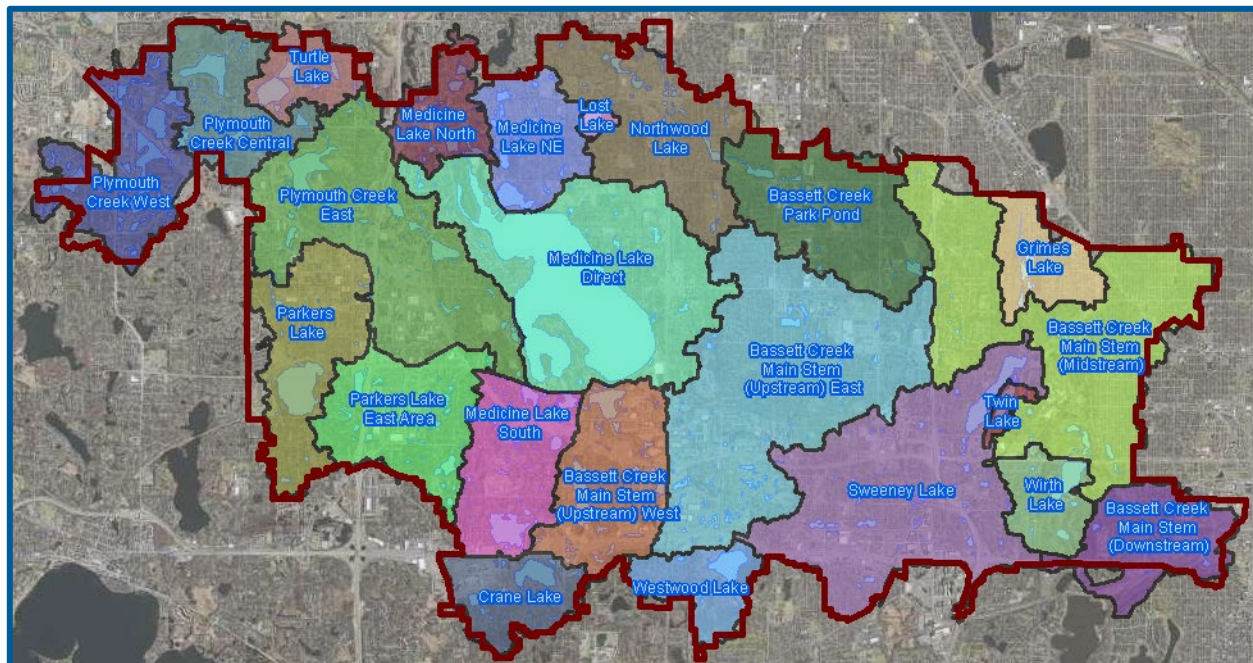 Turtle
Lake
Plymouth
Creek Central
Medicine
Lake North
Medicine
Lake NE
Lost
Lake
Northwood
Lake
Plymouth
Creek West
Plymouth Creek
East
Bassett Creek
Park Pond
Medicine Lake
Direct
Grimes
Lake
Parkers
Lake
Bassett Creek
Main Stem
(Upstream) East
Bassett Creek
Main Stem
(Midstream)
Parkers Lake
East Area
Medicine Lake
South
Twin
Lake
Bassett Creek
Main Stem
(Upstream) West
Sweeney Lake
Wirth
Lake
Bassett Creek
Main Stem
(Downstream)
Crane Lake
Westwood Lake